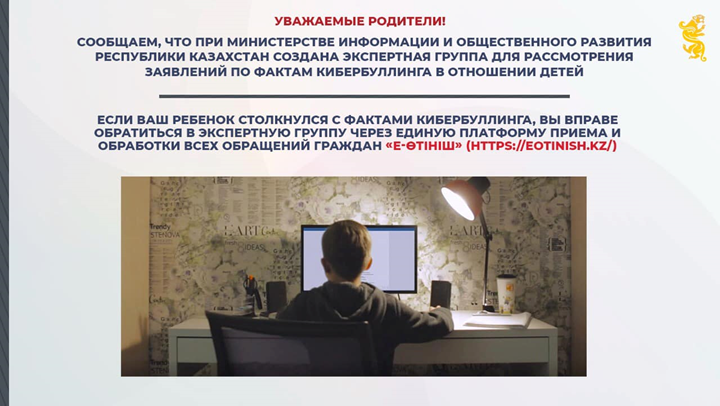 УВАЖАЕМЫЕ РОДИТЕЛИ!
СООБЩАЕМ, ЧТО ПРИ МИНИСТЕРСТВЕ ИНФОРМАЦИИ И ОБЩЕСТВЕННОГО РАЗВИТИЯ
РЕСПУБЛИКИ КАЗАХСТАН СОЗДАНА ЭКСПЕРТНАЯ ГРУППА ДЛЯ РАССМОТРЕНИЯ
ЗАЯВЛЕНИЙ ПО ФАКТАМ КИБЕРБУЛЛИНГА В ОТНОШЕНИИ ДЕТЕЙ
ЕСЛИ ВАШ РЕБЕНОК СТОЛКНУЛСЯ С ФАКТАМИ КИБЕРБУЛЛИНГА, ВЫ ВПРАВЕ
ОБРАТИТЬСЯ В ЭКСПЕРТНУЮ ГРУППУ ЧЕРЕЗ ЕДИНУЮ ПЛАТФОРМУ ПРИЕМА И
ОБРАБОТКИ ВСЕХ ОБРАЩЕНИЙ ГРАЖДАН «Е-ӨТІНІШ» (HTTPS://EOTINISH.KZ/)